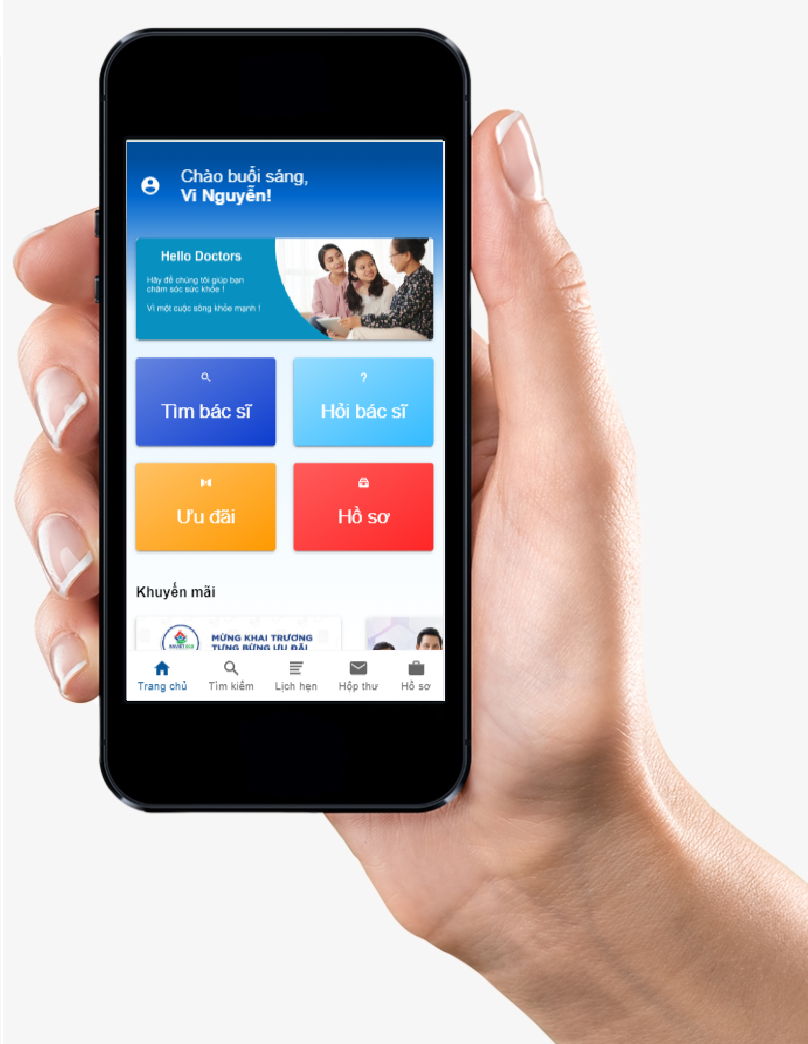 Chào buổi sáng,
Vi Nguyễn!
Hello Doctors
Hãy để chúng tôi giúp bạn
chăm sóc sức khỏe !
Vì một cuộc sống khỏe mạnh !
Tìm bác sĩ
Hỏi bác sĩ
Ưu đãi
Hồ sơ
Khuyến mãi
MỪNG KHAI TRƯƠNG
TƯNG BỪNG ƯU ĐÃI
Trang chủ
Tìm kiếm
Lịch hẹn
Hộp thư
Hồ sơ